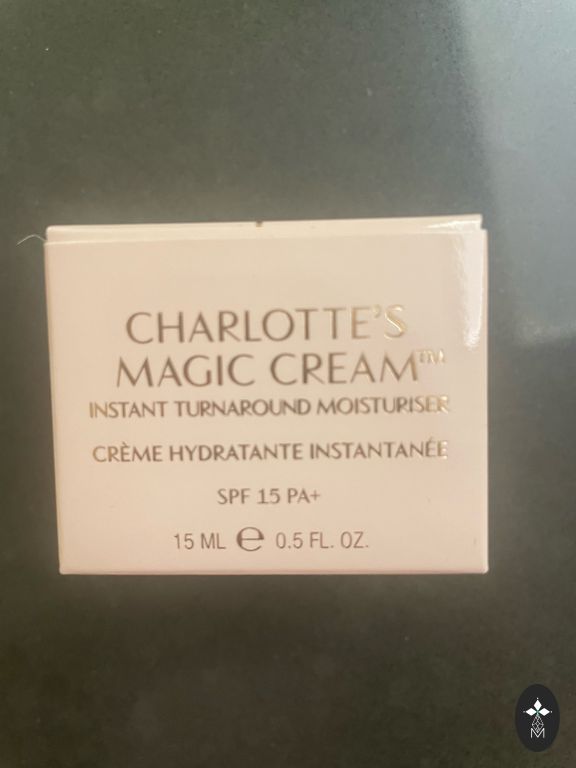 CHARLOTTE'S
MAGIC CREAM™
INSTANT TURNAROUND MOISTURISER
CRÈME HYDRATANTE INSTANTANÉE
SPF 15 PA+
15 ML ℮ 0.5 FL. OZ.
M